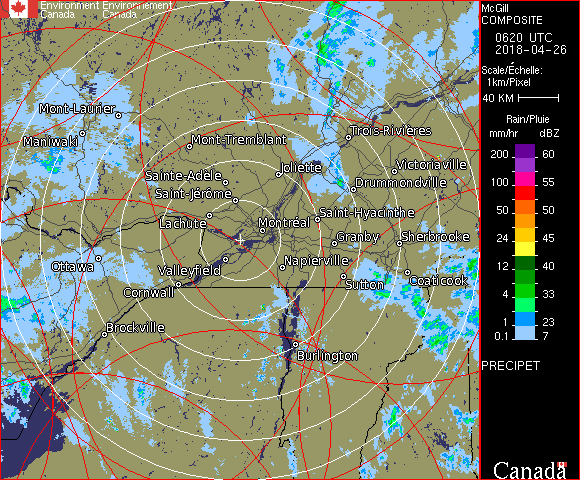 Environment Environnement
Canada Canada
McGill
COMPOSITE
0620 UTC
2018-04-26
Scale/Échelle:
1km/Pixel
40 KM
Rain/Pluie
mm/hr dBZ
200 60
100 55
50 50
24 45
12 40
4 33
1 23
0.1 7
PRECIPET
Canada
Mont-Laurier
Maniwaki
Mont-Tremblant
Trois-Rivières
Joliette
Victoriaville
Sainte-Adèle
Drummondville
Saint-Jérôme
Saint-Hyacinthe
Lachute
Montréal
Granby
Sherbrooke
Ottawa
Valleyfield
Napierville
Cornwall
Sutton
Coaticook
Brockville
Burlington